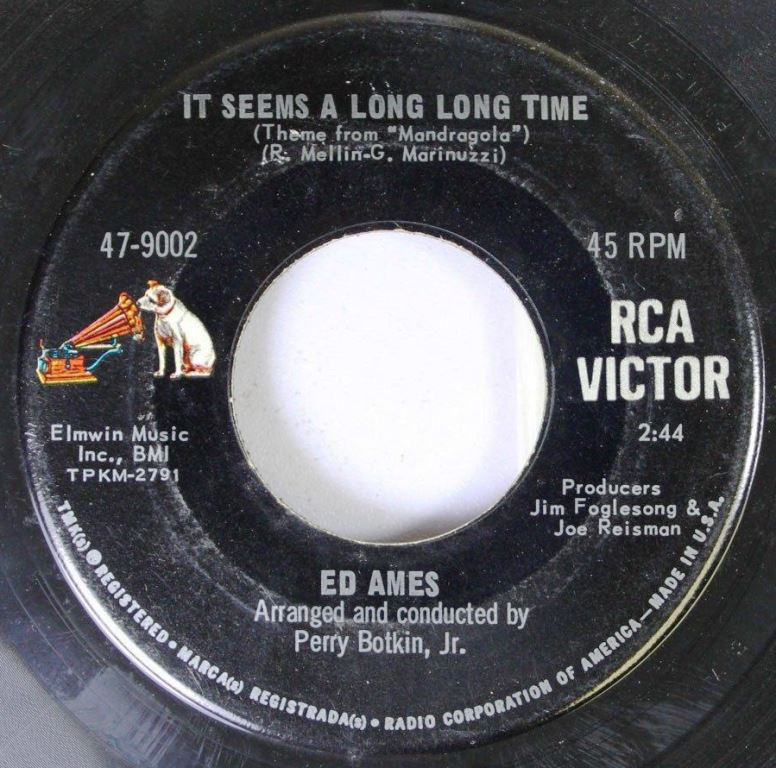 IT SEEMS A LONG LONG TIME
(Theme from "Mandragola")
(R. Mellin-G. Marinuzzi)
47-9002
45 RPM
RCA
VICTOR
Elmwin Music
Inc., BMI
TPKM-2791
2:44
Producers
Jim Foglesong &
Joe Reisman
ED AMES
Arranged and conducted by
Perry Botkin, Jr.
TMK(s) ® REGISTERED • MARCA(s) REGISTRADA(s) • RADIO CORPORATION OF AMERICA—MADE IN U.S.A.